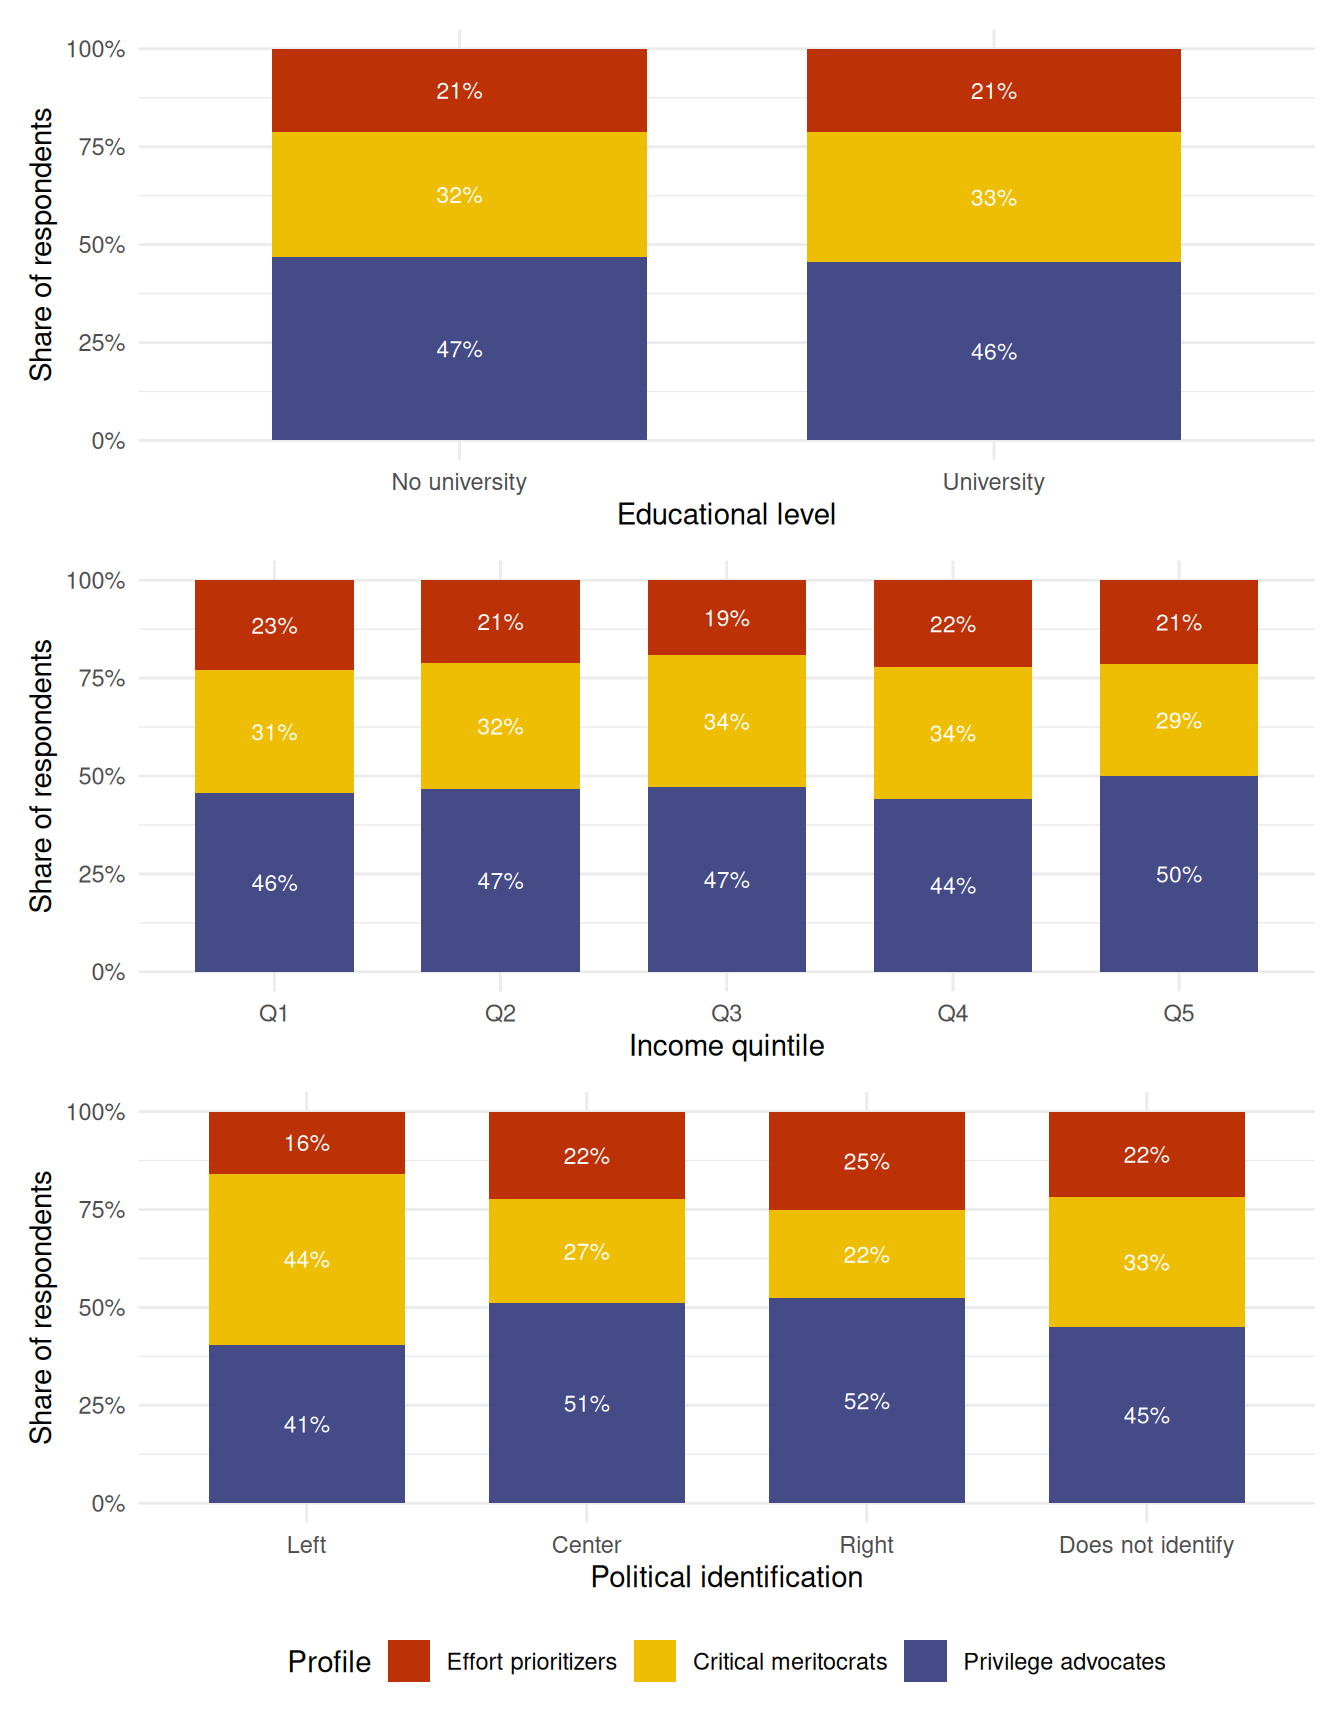 100%
75%
50%
25%
0%
Share of respondents
21%
21%
32%
33%
47%
46%
No university
University
Educational level
100%
75%
50%
25%
0%
Share of respondents
23%
21%
19%
22%
21%
31%
32%
34%
34%
29%
46%
47%
47%
44%
50%
Q1
Q2
Q3
Q4
Q5
Income quintile
100%
75%
50%
25%
0%
Share of respondents
16%
22%
25%
22%
44%
27%
22%
33%
41%
51%
52%
45%
Left
Center
Right
Does not identify
Political identification
Profile
Effort prioritizers
Critical meritocrats
Privilege advocates